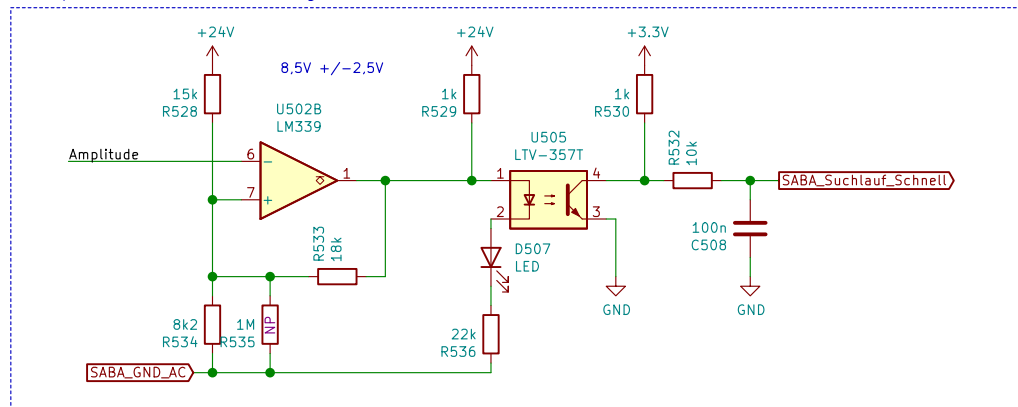 +24V
+24V
+3.3V
8,5V +/-2,5V
15k
R528
U502B
LM339
1k
R529
1k
R530
U505
LTV-357T
R532
10k
Amplitude
6
7
1
1
2
4
3
SABA_Suchlauf_Schnell
R533
18k
D507
LED
100n
C508
GND
GND
8k2
R534
1M
R535
NP
22k
R536
SABA_GND_AC